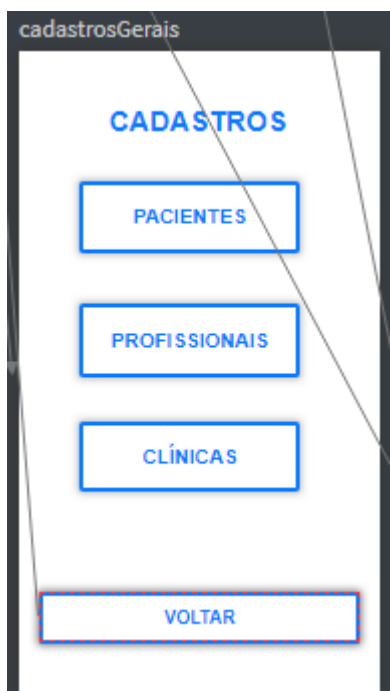 cadastrosGerais
CADASTROS
PACIENTES
PROFISSIONAIS
CLÍNICAS
VOLTAR